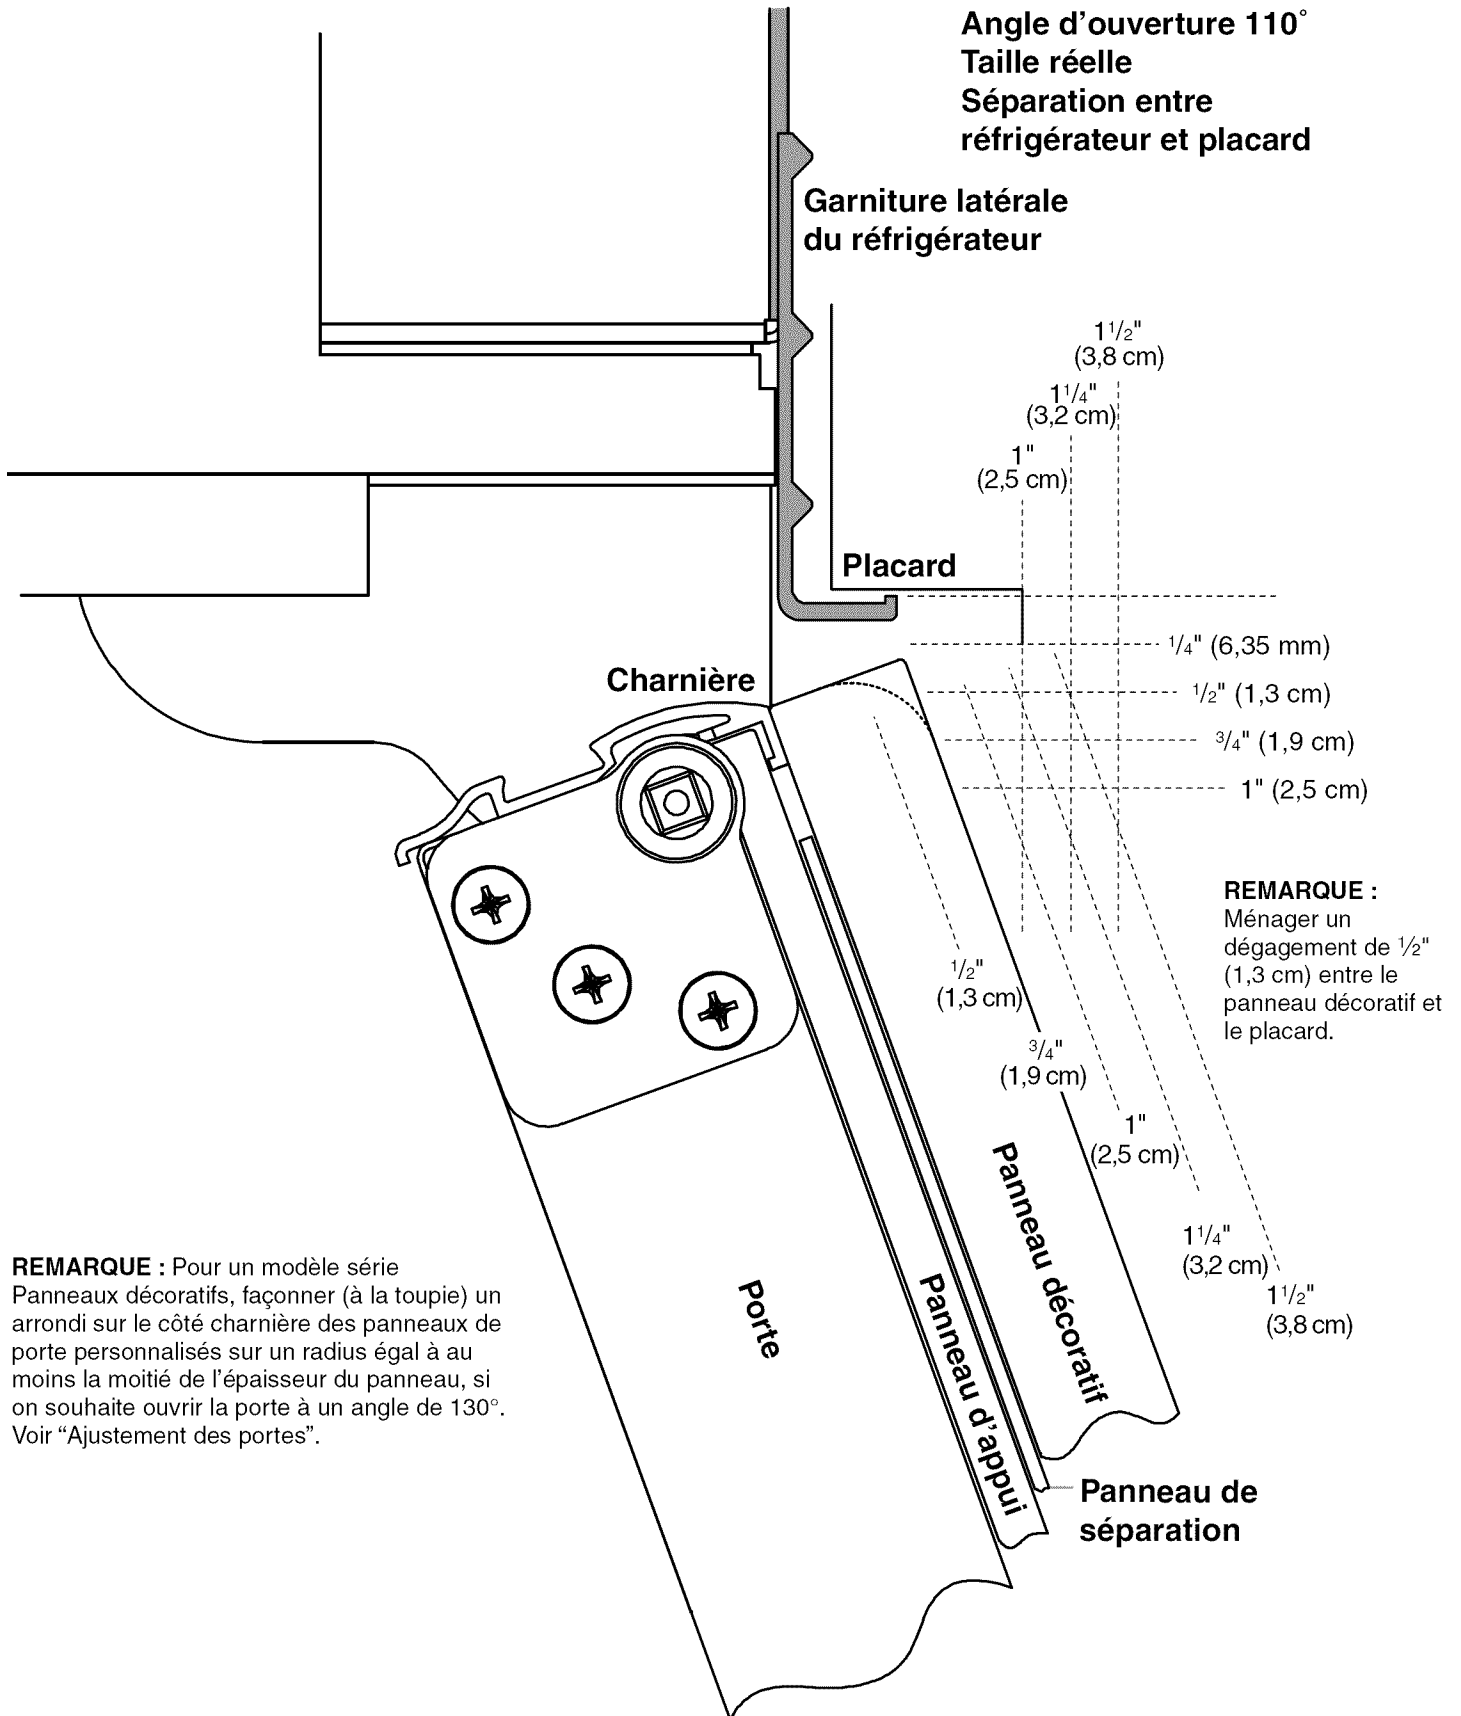 Angle d'ouverture 110°
Taille réelle
Séparation entre
réfrigérateur et placard
Garniture latérale
du réfrigérateur
1 1/2"
(3,8 cm)
1 1/4"
(3,2 cm)
1"
(2,5 cm)
Placard
1/4" (6,35 mm)
Charnière
1/2" (1,3 cm)
3/4" (1,9 cm)
1" (2,5 cm)
REMARQUE :
Ménager un
dégagement de ½"
(1,3 cm) entre le
panneau décoratif et
le placard.
1/2"
(1,3 cm)
3/4"
(1,9 cm)
1"
(2,5 cm)
1 1/4"
(3,2 cm)
1 1/2"
(3,8 cm)
REMARQUE : Pour un modèle série
Panneaux décoratifs, façonner (à la toupie) un
arrondi sur le côté charnière des panneaux de
porte personnalisés sur un radius égal à au
moins la moitié de l'épaisseur du panneau, si
on souhaite ouvrir la porte à un angle de 130°.
Voir “Ajustement des portes”.
Porte
Panneau d'appui
Panneau décoratif
Panneau de
séparation